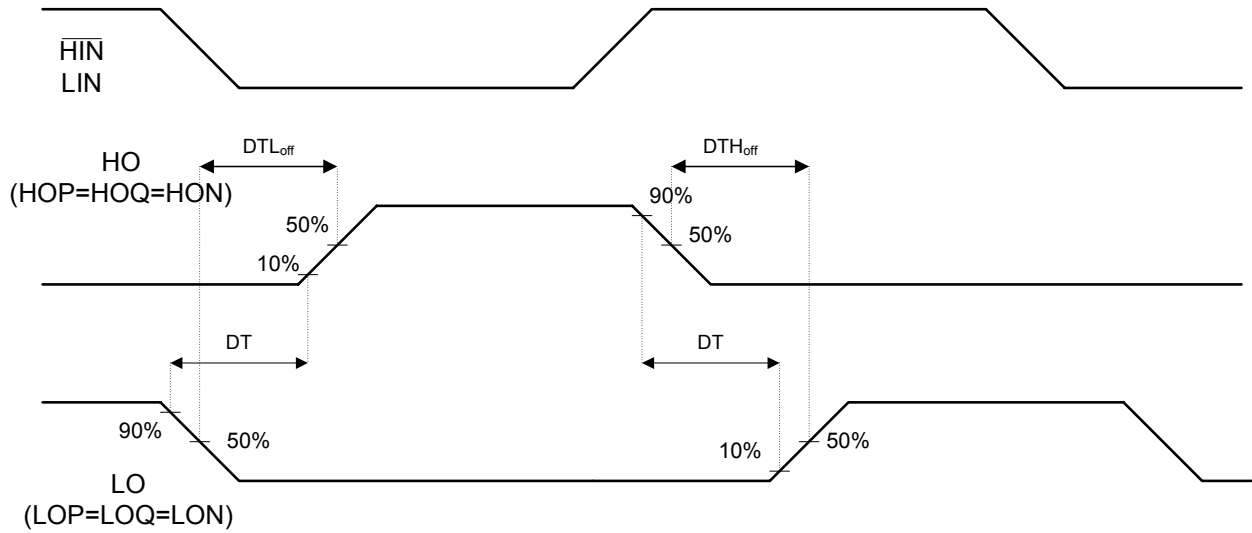 HIN
LIN
DTLoff
DTHoff
HO
(HOP=HOQ=HON)
90%
50%
50%
10%
DT
DT
90%
50%
10%
50%
LO
(LOP=LOQ=LON)